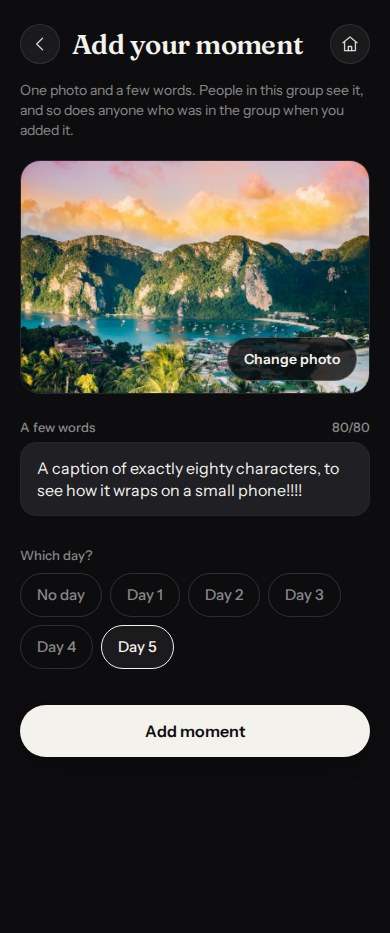 Add your moment
One photo and a few words. People in this group see it,
and so does anyone who was in the group when you
added it.
Change photo
A few words
80/80
A caption of exactly eighty characters, to
see how it wraps on a small phone!!!!
Which day?
No day
Day 1
Day 2
Day 3
Day 4
Day 5
Add moment